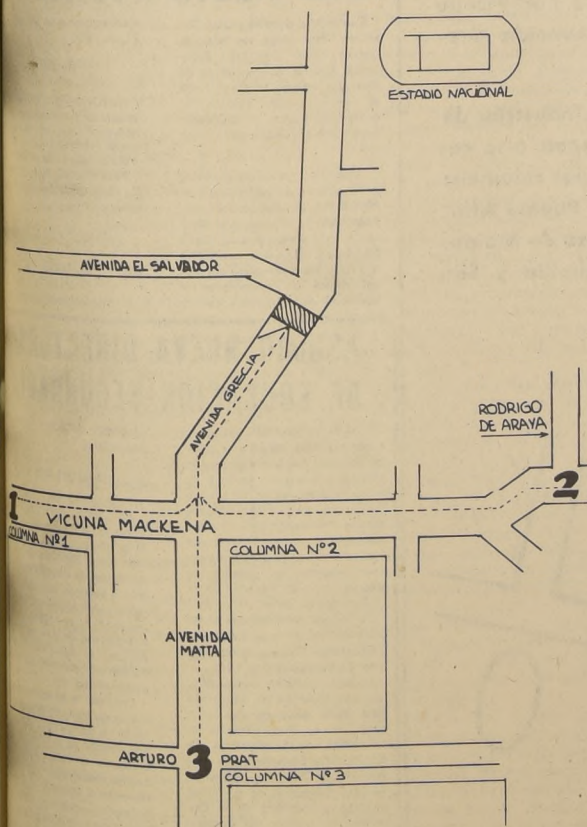 ESTADIO NACIONAL
AVENIDA EL SALVADOR
AVENIDA GRECIA
RODRIGO
DE ARAYA
1
2
VICUNA MACKENA
COLUMNA Nº1
COLUMNA Nº2
AVENIDA
MATTA
ARTURO 3 PRAT
COLUMNA Nº3